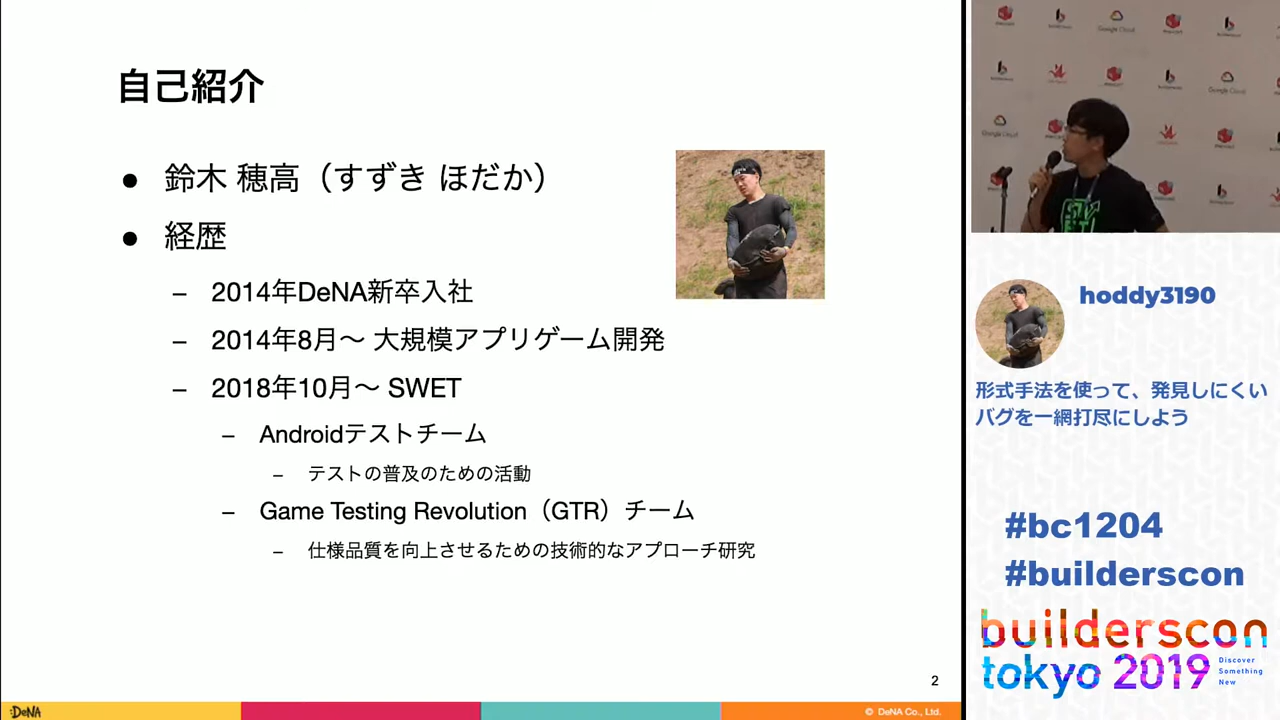 自己紹介
● 鈴木 穂高（すずき ほだか）
● 経歴
– 2014年DeNA新卒入社
– 2014年8月〜 大規模アプリゲーム開発
– 2018年10月〜 SWET
– Androidテストチーム
– テストの普及のための活動
– Game Testing Revolution（GTR）チーム
– 仕様品質を向上させるための技術的なアプローチ研究
2
:DeNA
© DeNA Co., Ltd.
Google Cloud
Google Cloud
Google Cloud
hoddy3190
形式手法を使って、発見しにくい
バグを一網打尽にしよう
#bc1204
#builderscon
builderscon
tokyo 2019
Discover
Something
New